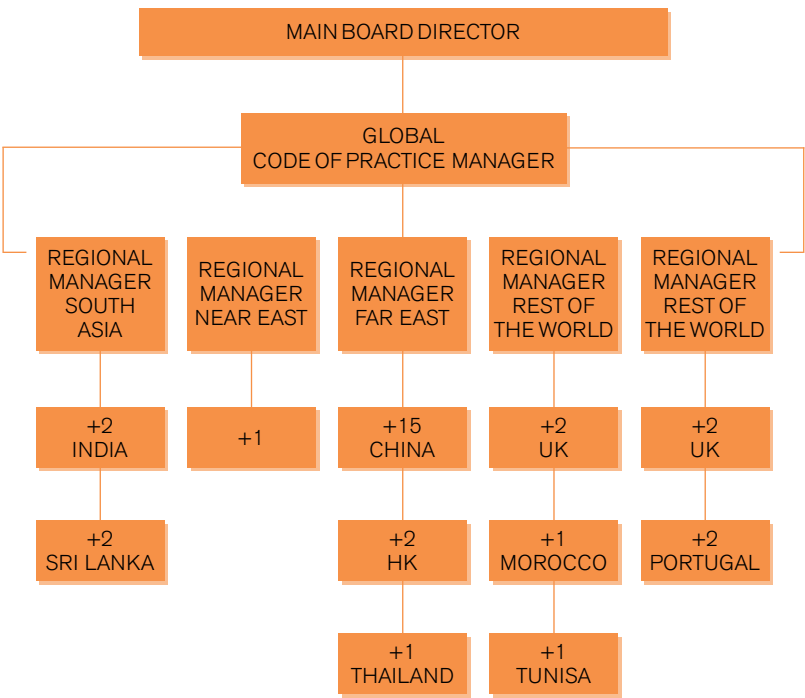 MAIN BOARD DIRECTOR
GLOBAL
CODE OF PRACTICE MANAGER
REGIONAL
MANAGER
SOUTH
ASIA
REGIONAL
MANAGER
NEAR EAST
REGIONAL
MANAGER
FAR EAST
REGIONAL
MANAGER
REST OF
THE WORLD
REGIONAL
MANAGER
REST OF
THE WORLD
+2
INDIA
+1
+15
CHINA
+2
UK
+2
UK
+2
SRI LANKA
+2
HK
+1
MOROCCO
+2
PORTUGAL
+1
THAILAND
+1
TUNISA